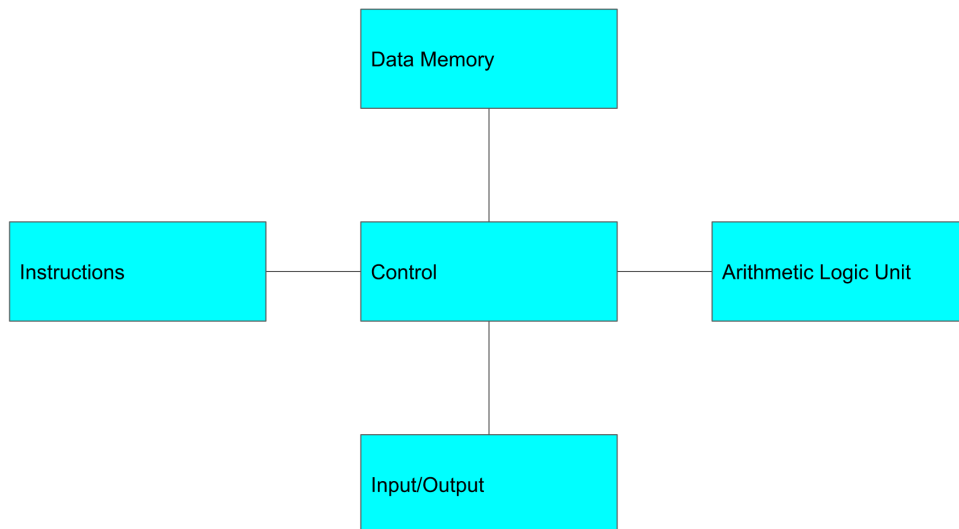 Data Memory
Instructions
Control
Arithmetic Logic Unit
Input/Output